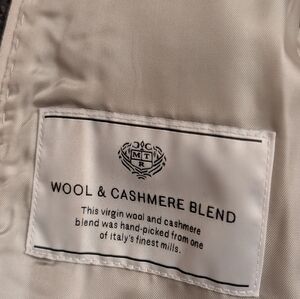 M T
R
WOOL & CASHMERE BLEND
This virgin wool and cashmere
blend was hand-picked from one
of Italy's finest mills.